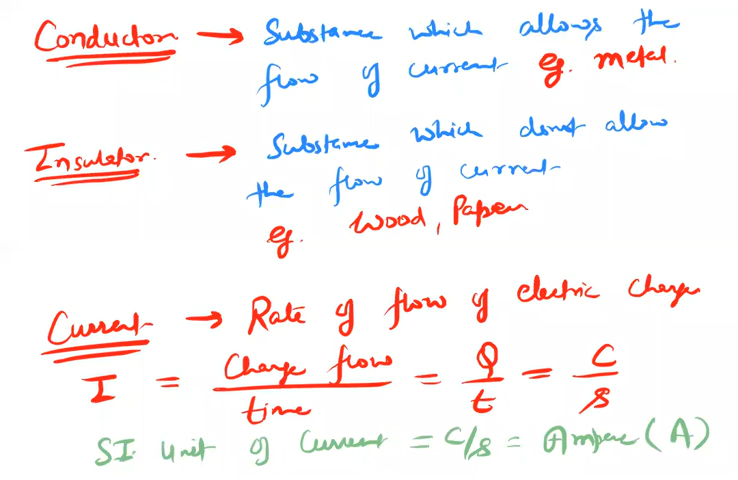 Conductor → Substance which allows the
flow of current eg. metal.
Insulator. → Substance which donot allow
the flow of current
eg. Wood, Paper
Current → Rate of flow of electric charge
I = Charge flow / time = Q / t = C / s
SI. Unit of Current = C/s = Ampere (A)